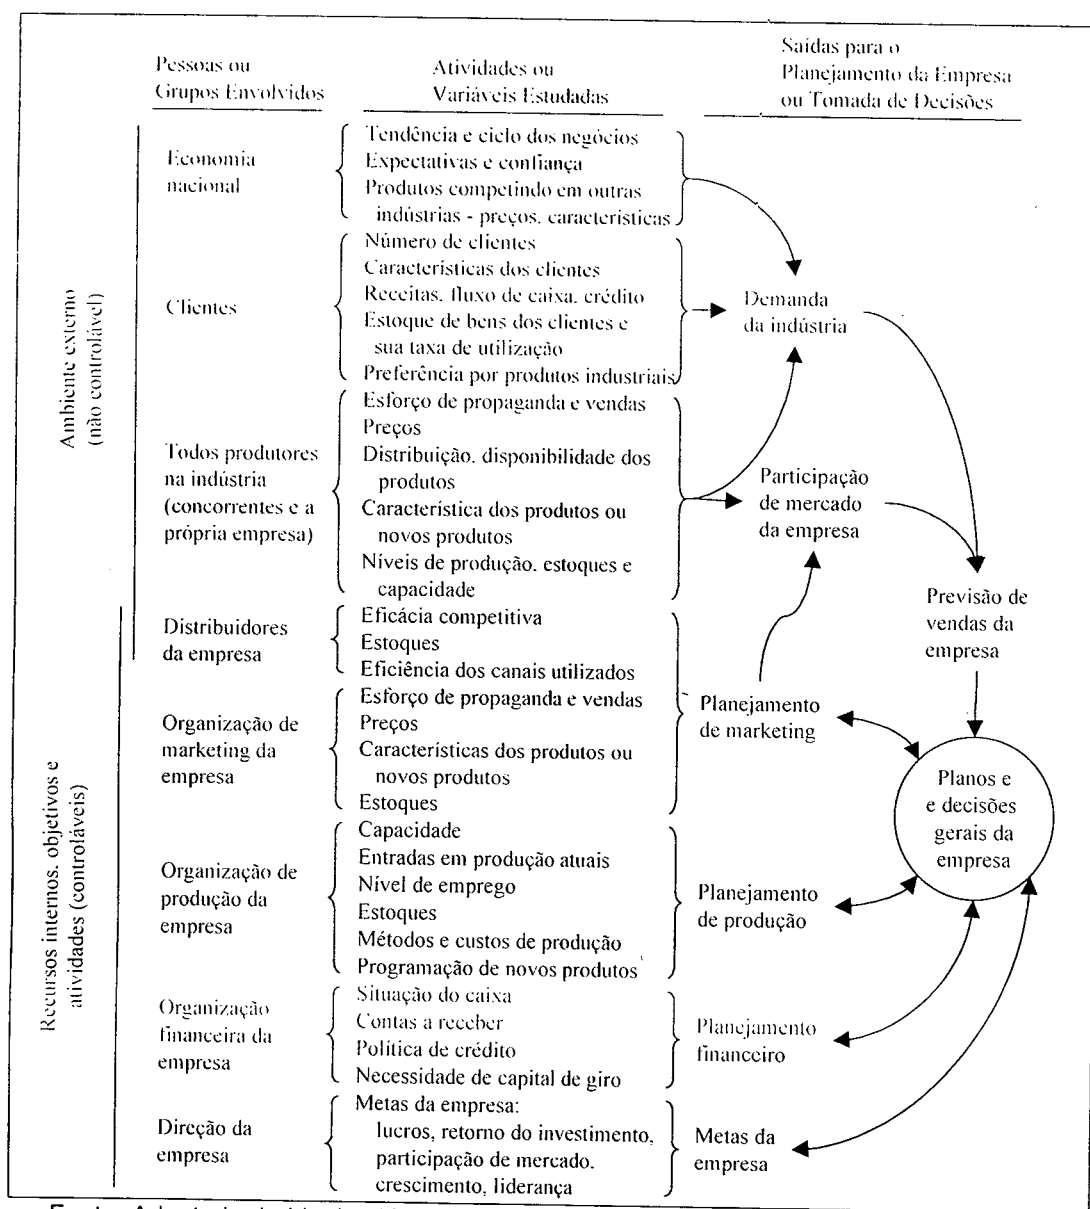 Pessoas ou
Grupos Envolvidos
Atividades ou
Variáveis Estudadas
Saídas para o
Planejamento da Empresa
ou Tomada de Decisões
Ambiente externo
(não controlável)
Economia
nacional
Tendência e ciclo dos negócios
Expectativas e confiança
Produtos competindo em outras
indústrias - preços, características
Clientes
Número de clientes
Características dos clientes
Receitas, fluxo de caixa, crédito
Estoque de bens dos clientes e
sua taxa de utilização
Preferência por produtos industriais
Demanda
da indústria
Todos produtores
na indústria
(concorrentes e a
própria empresa)
Esforço de propaganda e vendas
Preços
Distribuição, disponibilidade dos
produtos
Característica dos produtos ou
novos produtos
Níveis de produção, estoques e
capacidade
Participação
de mercado
da empresa
Previsão de
vendas da
empresa
Recursos internos, objetivos e
atividades (controláveis)
Distribuidores
da empresa
Eficácia competitiva
Estoques
Eficiência dos canais utilizados
Organização de
marketing da
empresa
Esforço de propaganda e vendas
Preços
Características dos produtos ou
novos produtos
Estoques
Planejamento
de marketing
Planos e
e decisões
gerais da
empresa
Organização de
produção da
empresa
Capacidade
Entradas em produção atuais
Nível de emprego
Estoques
Métodos e custos de produção
Programação de novos produtos
Planejamento
de produção
Organização
financeira da
empresa
Situação do caixa
Contas a receber
Política de crédito
Necessidade de capital de giro
Planejamento
financeiro
Direção da
empresa
Metas da empresa:
lucros, retorno do investimento,
participação de mercado,
crescimento, liderança
Metas da
empresa